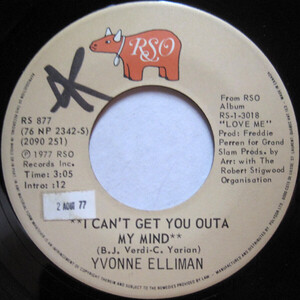 RSO
RS 877
(76 NP 2342-S)
(2090 251)
℗ 1977 RSO
Records Inc.
Time: 3:05
Intro: :12
2 AOUT 77
From RSO
Album
RS-1-3018
"LOVE ME"
Prod: Freddie
Perren for Grand
Slam Prods. by
Arr: with the
Robert Stigwood
Organisation
**I CAN'T GET YOU OUTA
MY MIND**
(B.J. Verdi-C. Yarian)
YVONNE ELLIMAN